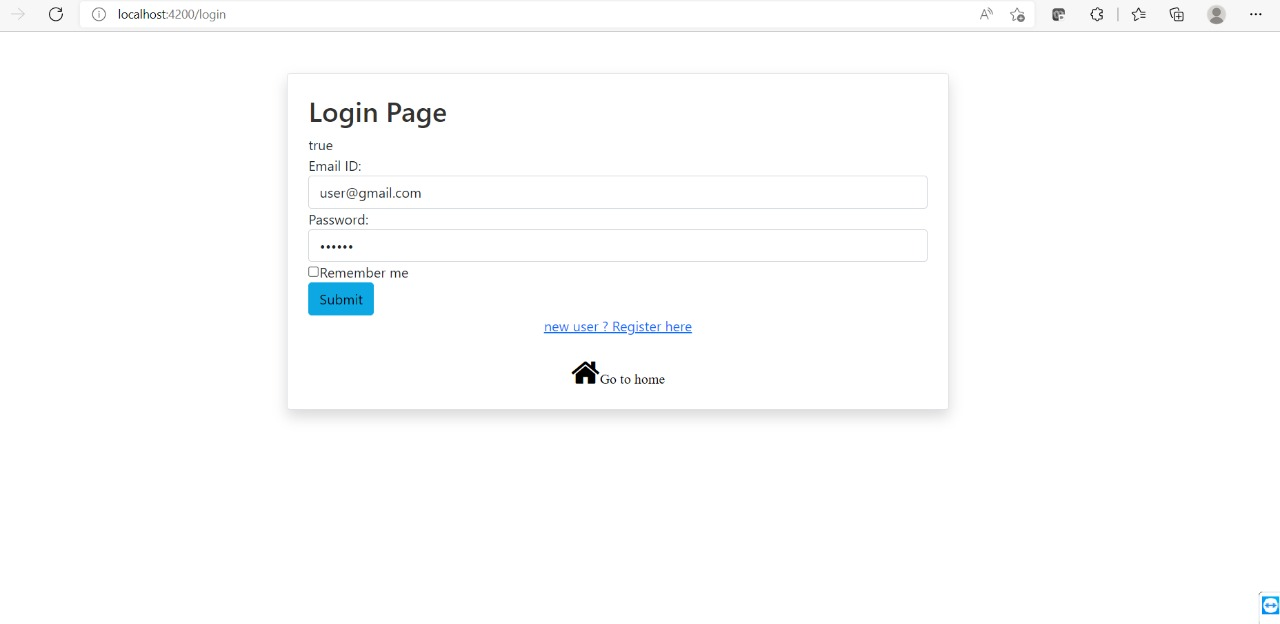 localhost:4200/login
Login Page
true
Email ID:
user@gmail.com
Password:
••••••
Remember me
Submit
new user ? Register here
Go to home